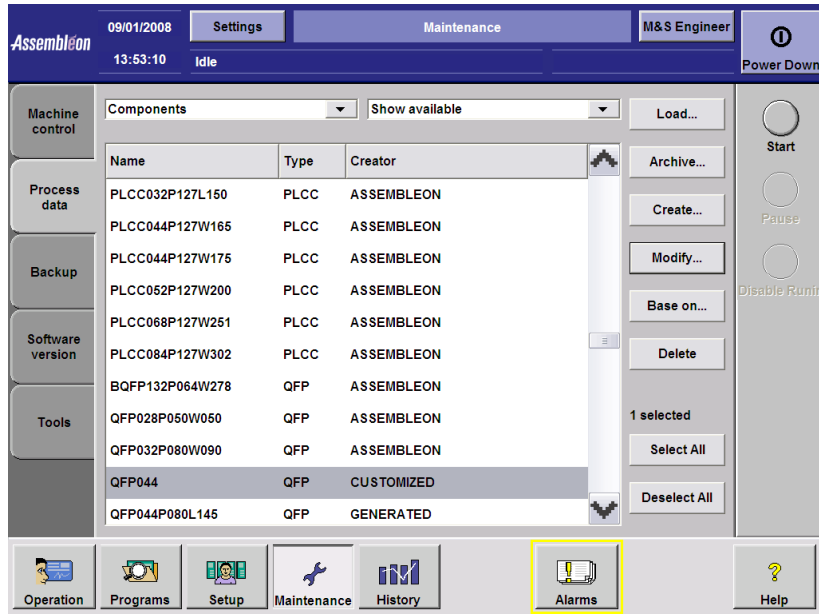 Assembléon
09/01/2008
Settings
Maintenance
M&S Engineer
13:53:10
Idle
Power Down
Machine control
Process data
Backup
Software version
Tools
Components
Show available
Name Type Creator
PLCC032P127L150 PLCC ASSEMBLEON
PLCC044P127W165 PLCC ASSEMBLEON
PLCC044P127W175 PLCC ASSEMBLEON
PLCC052P127W200 PLCC ASSEMBLEON
PLCC068P127W251 PLCC ASSEMBLEON
PLCC084P127W302 PLCC ASSEMBLEON
BQFP132P064W278 QFP ASSEMBLEON
QFP028P050W050 QFP ASSEMBLEON
QFP032P080W090 QFP ASSEMBLEON
QFP044 QFP CUSTOMIZED
QFP044P080L145 QFP GENERATED
Load...
Archive...
Create...
Modify...
Base on...
Delete
1 selected
Select All
Deselect All
Start
Pause
Disable Runi
Operation
Programs
Setup
Maintenance
History
Alarms
Help